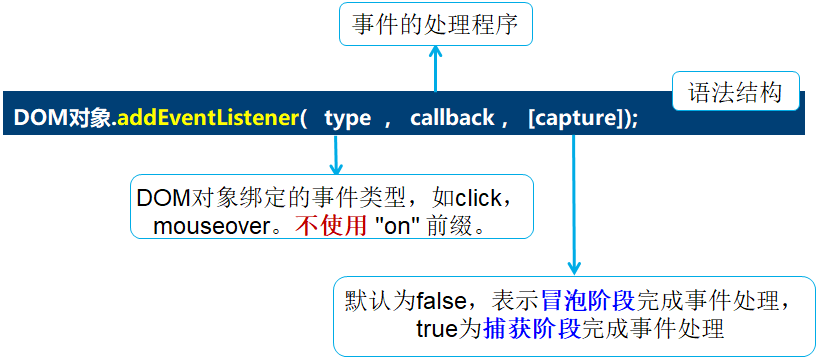 事件的处理程序
语法结构
DOM对象.addEventListener( type , callback , [capture]);
DOM对象绑定的事件类型，如click，
mouseover。不使用 "on" 前缀。
默认为false，表示冒泡阶段完成事件处理，
true为捕获阶段完成事件处理